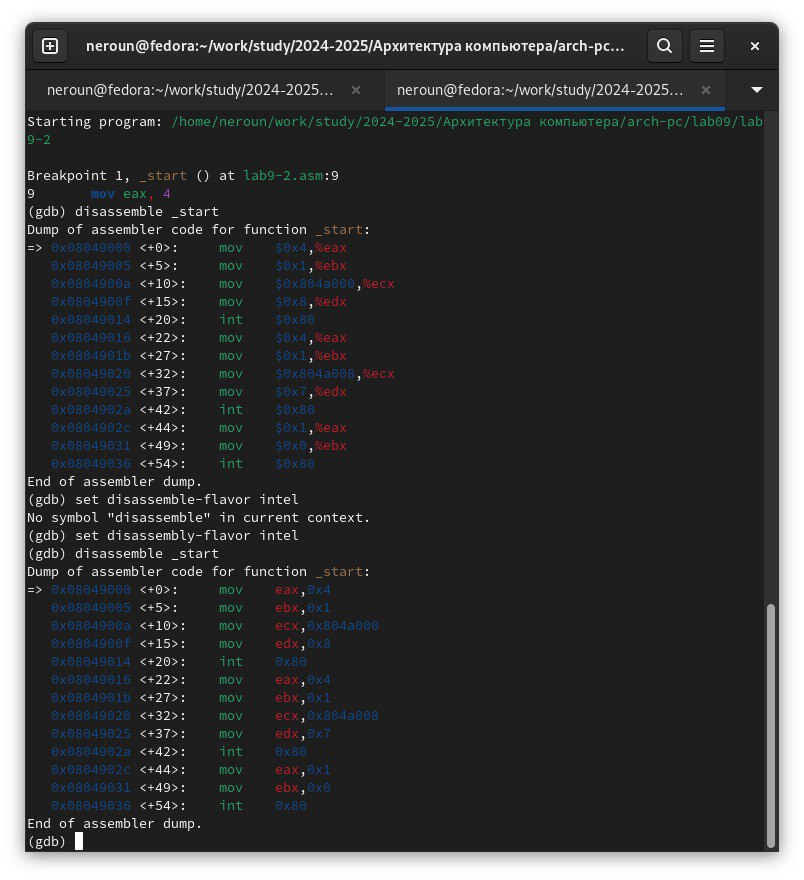 neroun@fedora:~/work/study/2024-2025/Архитектура компьютера/arch-pc...
neroun@fedora:~/work/study/2024-2025... × neroun@fedora:~/work/study/2024-2025... ×
Starting program: /home/neroun/work/study/2024-2025/Архитектура компьютера/arch-pc/lab09/lab
9-2
Breakpoint 1, _start () at lab9-2.asm:9
9       mov eax, 4
(gdb) disassemble _start
Dump of assembler code for function _start:
=> 0x08049000 <+0>:     mov    $0x4,%eax
   0x08049005 <+5>:     mov    $0x1,%ebx
   0x0804900a <+10>:    mov    $0x804a000,%ecx
   0x0804900f <+15>:    mov    $0x8,%edx
   0x08049014 <+20>:    int    $0x80
   0x08049016 <+22>:    mov    $0x4,%eax
   0x0804901b <+27>:    mov    $0x1,%ebx
   0x08049020 <+32>:    mov    $0x804a008,%ecx
   0x08049025 <+37>:    mov    $0x7,%edx
   0x0804902a <+42>:    int    $0x80
   0x0804902c <+44>:    mov    $0x1,%eax
   0x08049031 <+49>:    mov    $0x0,%ebx
   0x08049036 <+54>:    int    $0x80
End of assembler dump.
(gdb) set disassemble-flavor intel
No symbol "disassemble" in current context.
(gdb) set disassembly-flavor intel
(gdb) disassemble _start
Dump of assembler code for function _start:
=> 0x08049000 <+0>:     mov    eax,0x4
   0x08049005 <+5>:     mov    ebx,0x1
   0x0804900a <+10>:    mov    ecx,0x804a000
   0x0804900f <+15>:    mov    edx,0x8
   0x08049014 <+20>:    int    0x80
   0x08049016 <+22>:    mov    eax,0x4
   0x0804901b <+27>:    mov    ebx,0x1
   0x08049020 <+32>:    mov    ecx,0x804a008
   0x08049025 <+37>:    mov    edx,0x7
   0x0804902a <+42>:    int    0x80
   0x0804902c <+44>:    mov    eax,0x1
   0x08049031 <+49>:    mov    ebx,0x0
   0x08049036 <+54>:    int    0x80
End of assembler dump.
(gdb)